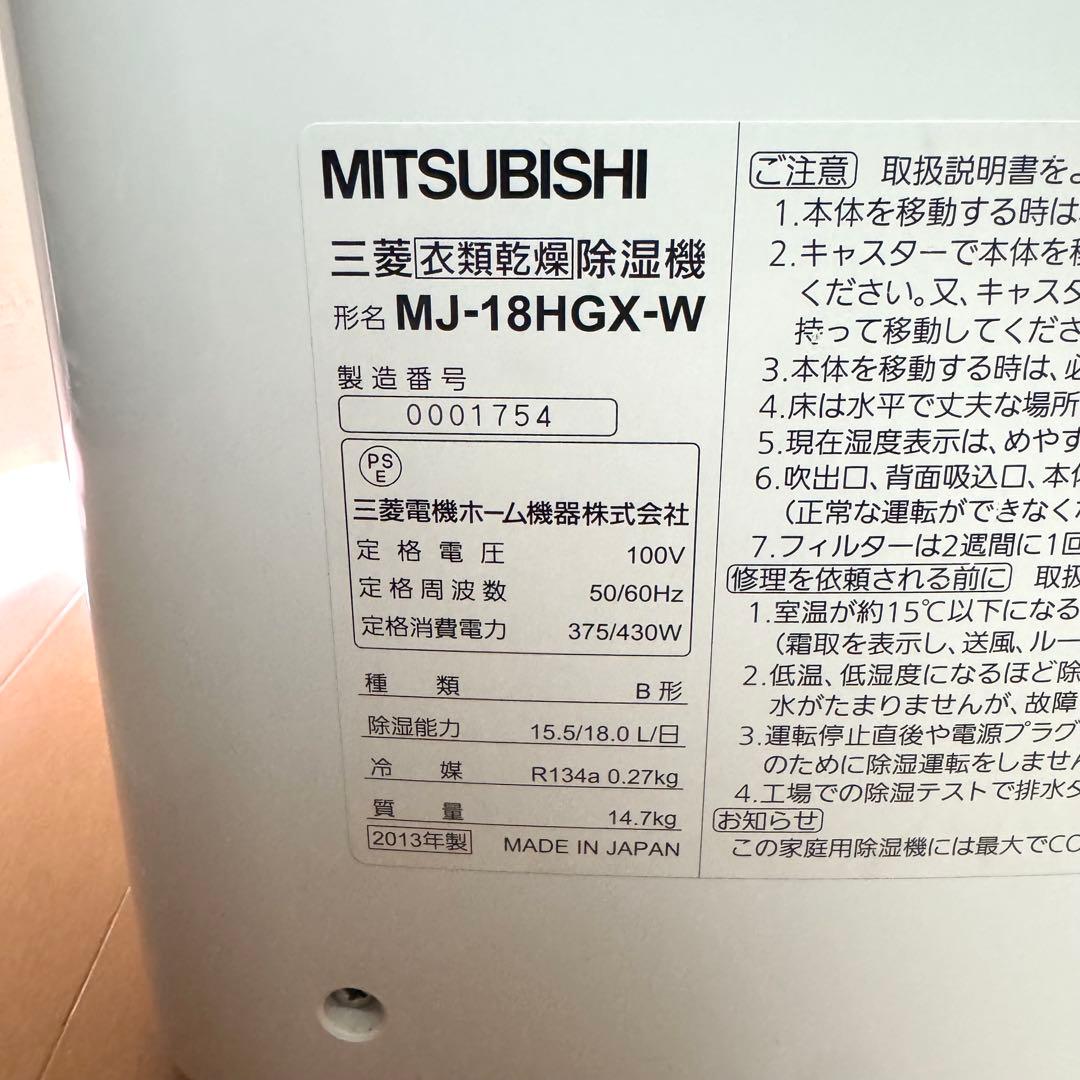 MITSUBISHI
三菱衣類乾燥除湿機
形名 MJ-18HGX-W
製造番号
0001754
PSE
三菱電機ホーム機器株式会社
定格電圧 100V
定格周波数 50/60Hz
定格消費電力 375/430W
種類 B形
除湿能力 15.5/18.0 L/日
冷媒 R134a 0.27kg
質量 14.7kg
2013年製 MADE IN JAPAN
ご注意 取扱説明書を
1.本体を移動する時は
2.キャスターで本体を
ください。又、キャスタ
持って移動してくださ
3.本体を移動する時は、必
4.床は水平で丈夫な場所
5.現在湿度表示は、めやす
6.吹出口、背面吸込口、本体
(正常な運転ができなく
7.フィルターは2週間に1回
修理を依頼される前に 取扱
1.室温が約15℃以下になる
(霜取を表示し、送風、ルー
2.低温、低湿度になるほど除
水がたまりませんが、故障
3.運転停止直後や電源プラグ
のために除湿運転をしません
4.工場での除湿テストで排水タ
お知らせ
この家庭用除湿機には最大でCO